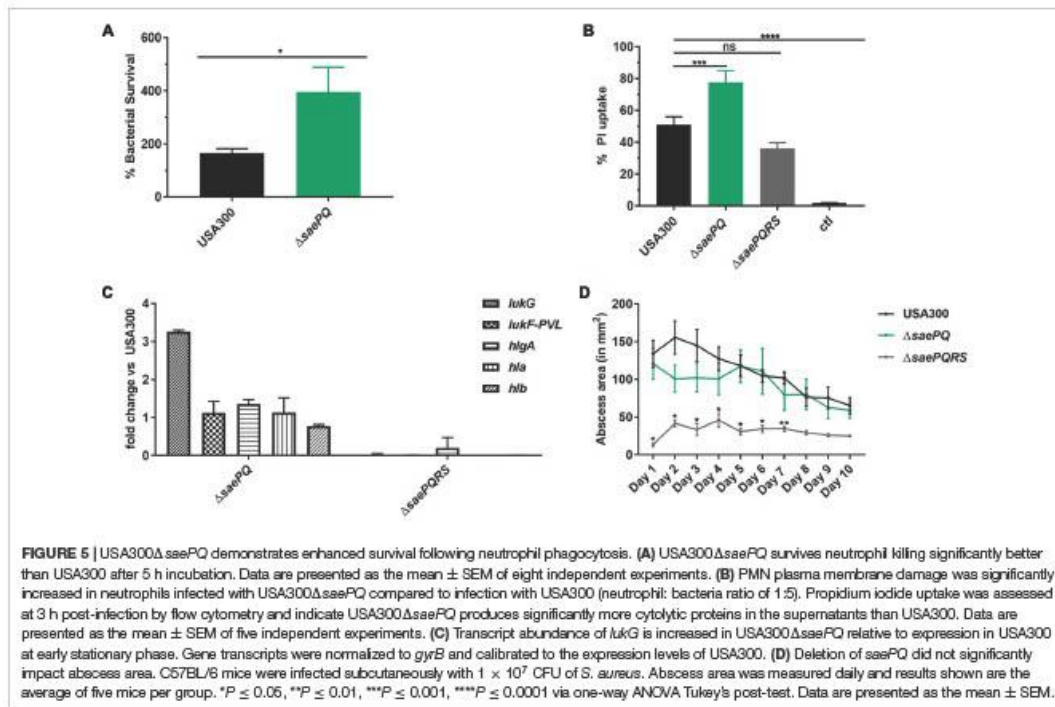 A
B
600
400
200
0
% Bacterial Survival
*
USA300
ΔsaePQ
100
80
60
40
20
0
% PI uptake
****
ns
***
USA300
ΔsaePQ
ΔsaePQRS
ctl
C
D
4
3
2
1
0
fold change vs USA300
lukG
lukF-PVL
hlgA
hla
hlb
ΔsaePQ
ΔsaePQRS
200
150
100
50
0
Abscess area (in mm²)
USA300
ΔsaePQ
ΔsaePQRS
* * * * * * **
Day 1
Day 2
Day 3
Day 4
Day 5
Day 6
Day 7
Day 8
Day 9
Day 10
FIGURE 5 | USA300ΔsaePQ demonstrates enhanced survival following neutrophil phagocytosis. (A) USA300ΔsaePQ survives neutrophil killing significantly better
than USA300 after 5 h incubation. Data are presented as the mean ± SEM of eight independent experiments. (B) PMN plasma membrane damage was significantly
increased in neutrophils infected with USA300ΔsaePQ compared to infection with USA300 (neutrophil: bacteria ratio of 1:5). Propidium iodide uptake was assessed
at 3 h post-infection by flow cytometry and indicate USA300ΔsaePQ produces significantly more cytolytic proteins in the supernatants than USA300. Data are
presented as the mean ± SEM of five independent experiments. (C) Transcript abundance of lukG is increased in USA300ΔsaePQ relative to expression in USA300
at early stationary phase. Gene transcripts were normalized to gyrB and calibrated to the expression levels of USA300. (D) Deletion of saePQ did not significantly
impact abscess area. C57BL/6 mice were infected subcutaneously with 1 × 10⁷ CFU of S. aureus. Abscess area was measured daily and results shown are the
average of five mice per group. *P ≤ 0.05, **P ≤ 0.01, ***P ≤ 0.001, ****P ≤ 0.0001 via one-way ANOVA Tukey's post-test. Data are presented as the mean ± SEM.